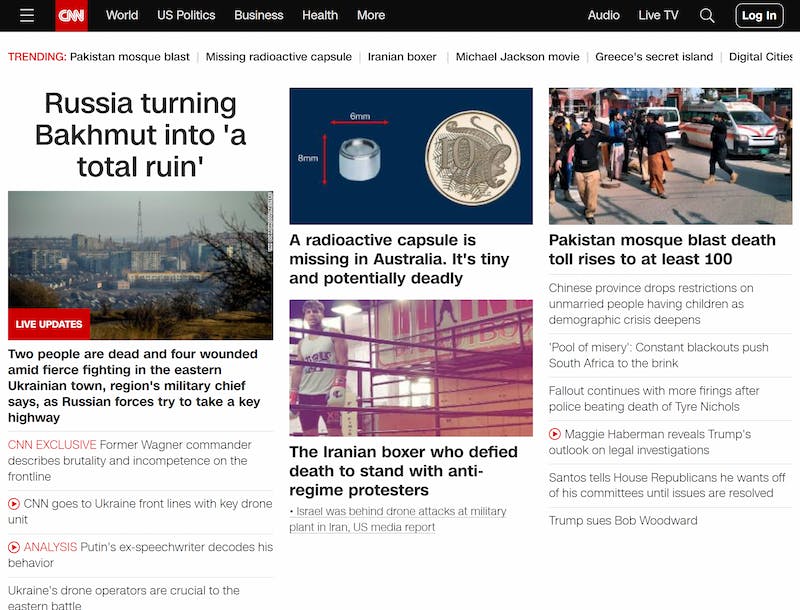 CNN
World
US Politics
Business
Health
More
Audio
Live TV
Log In
TRENDING: Pakistan mosque blast
Missing radioactive capsule
Iranian boxer
Michael Jackson movie
Greece's secret island
Digital Cities
Russia turning
Bakhmut into 'a
total ruin'
LIVE UPDATES
Two people are dead and four wounded
amid fierce fighting in the eastern
Ukrainian town, region's military chief
says, as Russian forces try to take a key
highway
CNN EXCLUSIVE Former Wagner commander
describes brutality and incompetence on the
frontline
CNN goes to Ukraine front lines with key drone
unit
ANALYSIS Putin's ex-speechwriter decodes his
behavior
Ukraine's drone operators are crucial to the
eastern battle
6mm
8mm
10
A radioactive capsule is
missing in Australia. It's tiny
and potentially deadly
The Iranian boxer who defied
death to stand with anti-
regime protesters
• Israel was behind drone attacks at military
plant in Iran, US media report
Pakistan mosque blast death
toll rises to at least 100
Chinese province drops restrictions on
unmarried people having children as
demographic crisis deepens
'Pool of misery': Constant blackouts push
South Africa to the brink
Fallout continues with more firings after
police beating death of Tyre Nichols
Maggie Haberman reveals Trump's
outlook on legal investigations
Santos tells House Republicans he wants off
of his committees until issues are resolved
Trump sues Bob Woodward